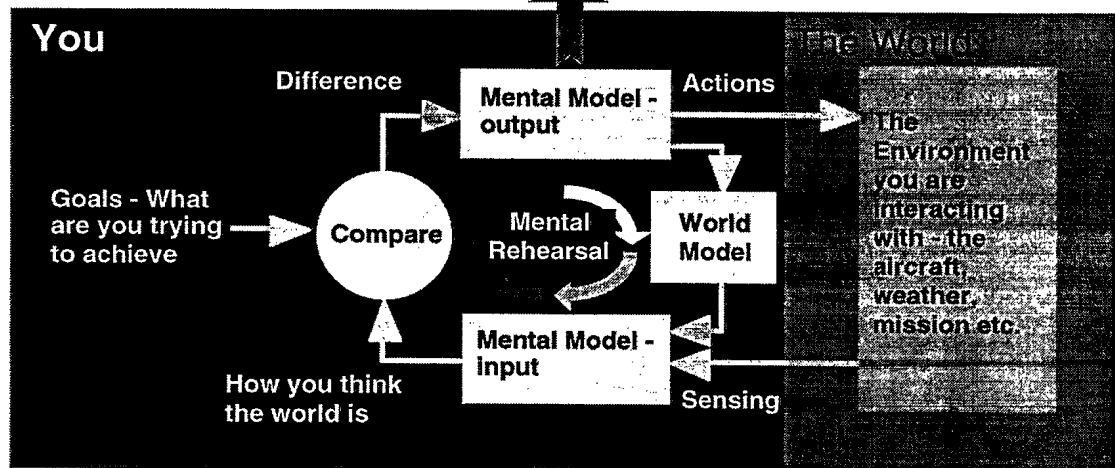 You
The World
Difference
Mental Model -
output
Actions
The
Environment
you are
interacting
with - the
aircraft,
weather,
mission etc.
Goals - What
are you trying
to achieve
Compare
Mental
Rehearsal
World
Model
Mental Model -
input
How you think
the world is
Sensing